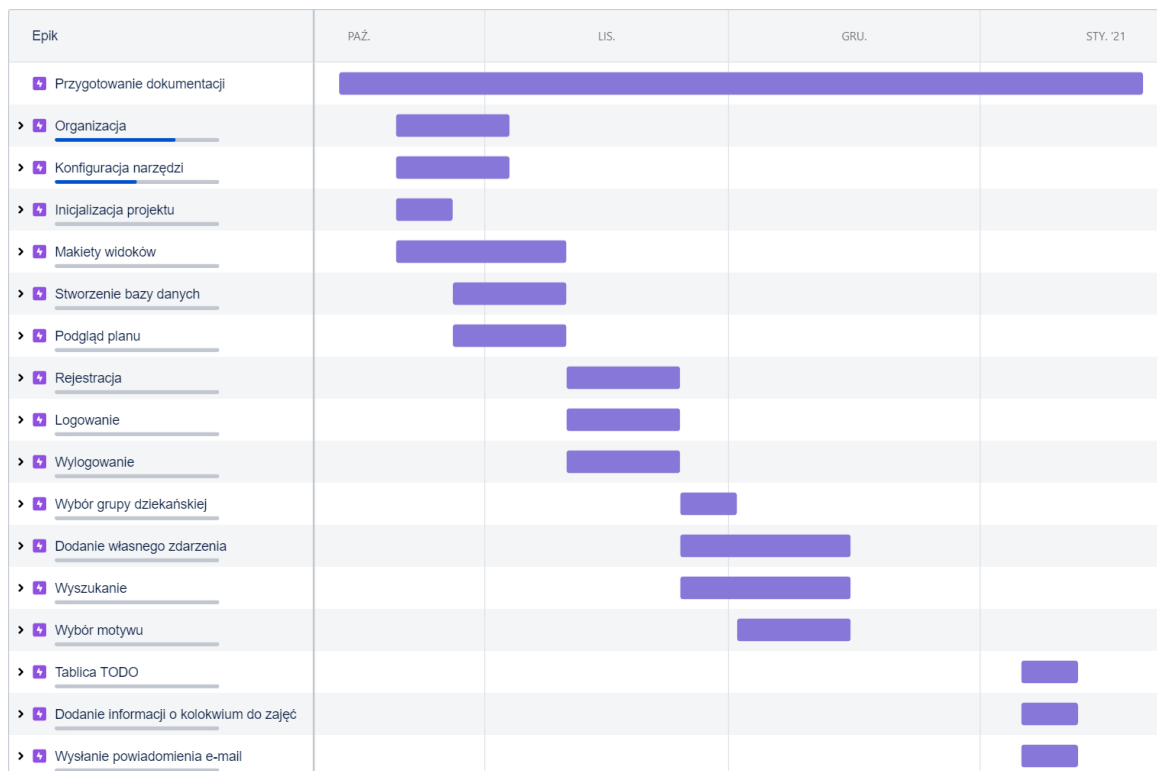 Epik PAŹ. LIS. GRU. STY. '21
Przygotowanie dokumentacji
Organizacja
Konfiguracja narzędzi
Inicjalizacja projektu
Makiety widoków
Stworzenie bazy danych
Podgląd planu
Rejestracja
Logowanie
Wylogowanie
Wybór grupy dziekańskiej
Dodanie własnego zdarzenia
Wyszukanie
Wybór motywu
Tablica TODO
Dodanie informacji o kolokwium do zajęć
Wysłanie powiadomienia e-mail